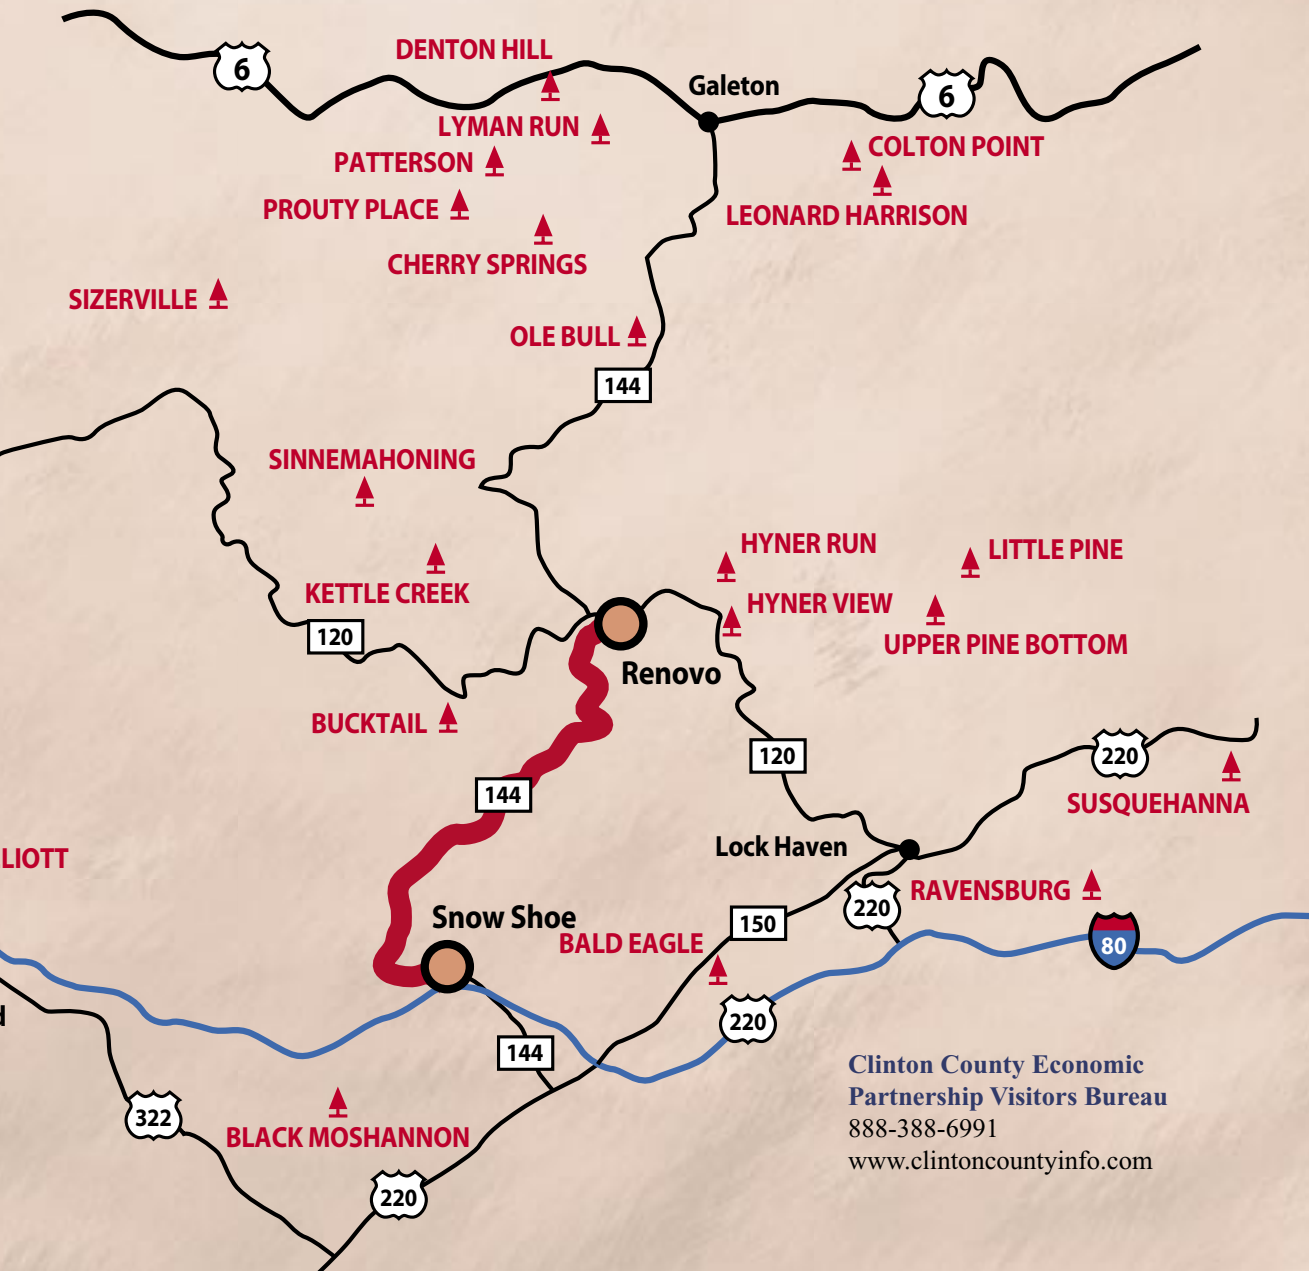 DENTON HILL
6
Galeton
6
LYMAN RUN
COLTON POINT
PATTERSON
PROUTY PLACE
LEONARD HARRISON
CHERRY SPRINGS
SIZERVILLE
OLE BULL
144
SINNEMAHONING
HYNER RUN
LITTLE PINE
KETTLE CREEK
HYNER VIEW
120
UPPER PINE BOTTOM
Renovo
BUCKTAIL
120
220
144
SUSQUEHANNA
Lock Haven
LIOTT
RAVENSBURG
220
Snow Shoe
150
BALD EAGLE
80
d
220
144
Clinton County Economic
Partnership Visitors Bureau
322
888-388-6991
BLACK MOSHANNON
www.clintoncountyinfo.com
220